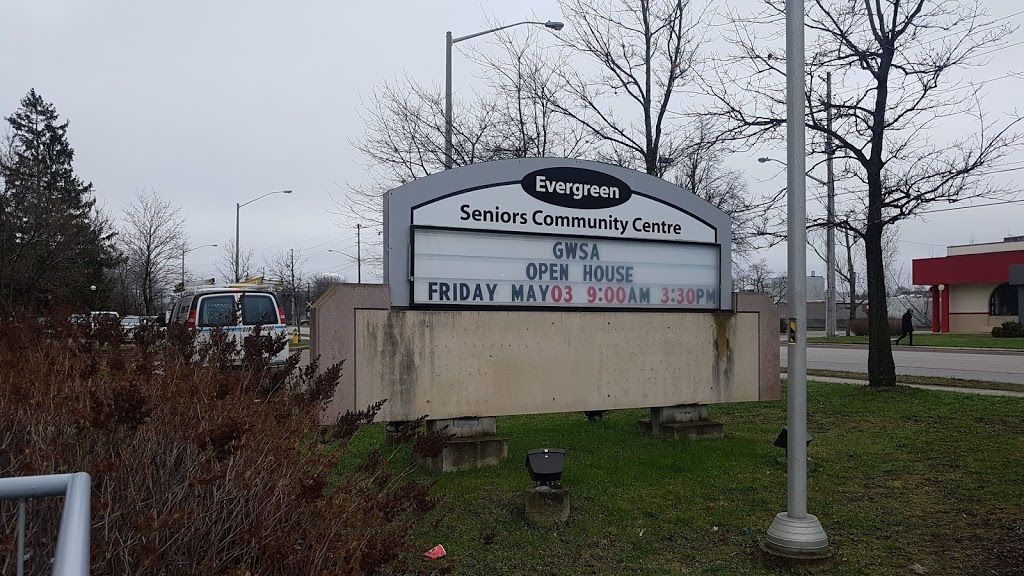 Evergreen
Seniors Community Centre
GWSA
OPEN HOUSE
FRIDAY MAY03 9:00AM 3:30PM